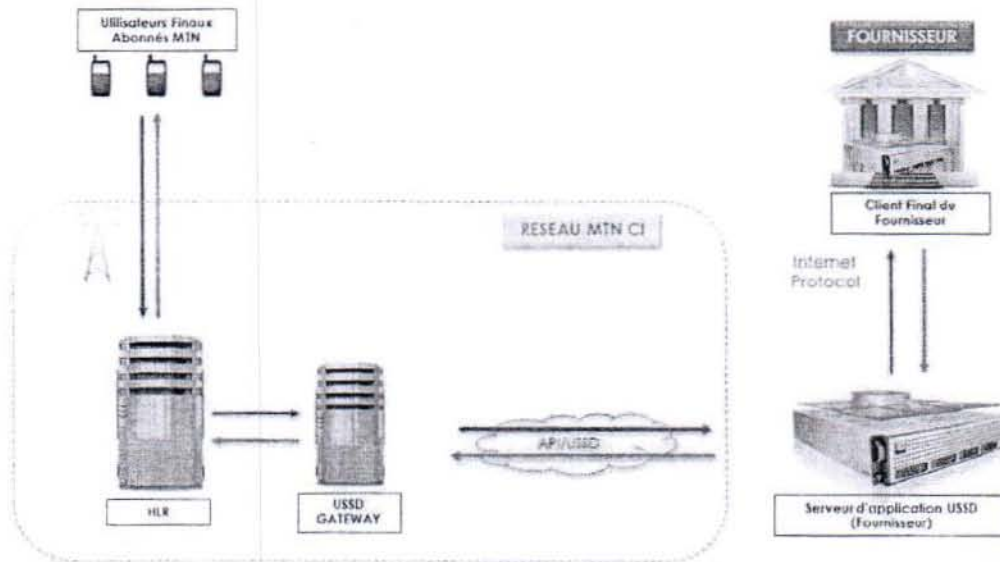 Utilisateurs Finaux
Abonnés MTN
FOURNISSEUR
Client Final de
Fournisseur
RESEAU MTN CI
Internet
Protocol
API/USSD
HLR
USSD
GATEWAY
Serveur d'application USSD
(Fournisseur)